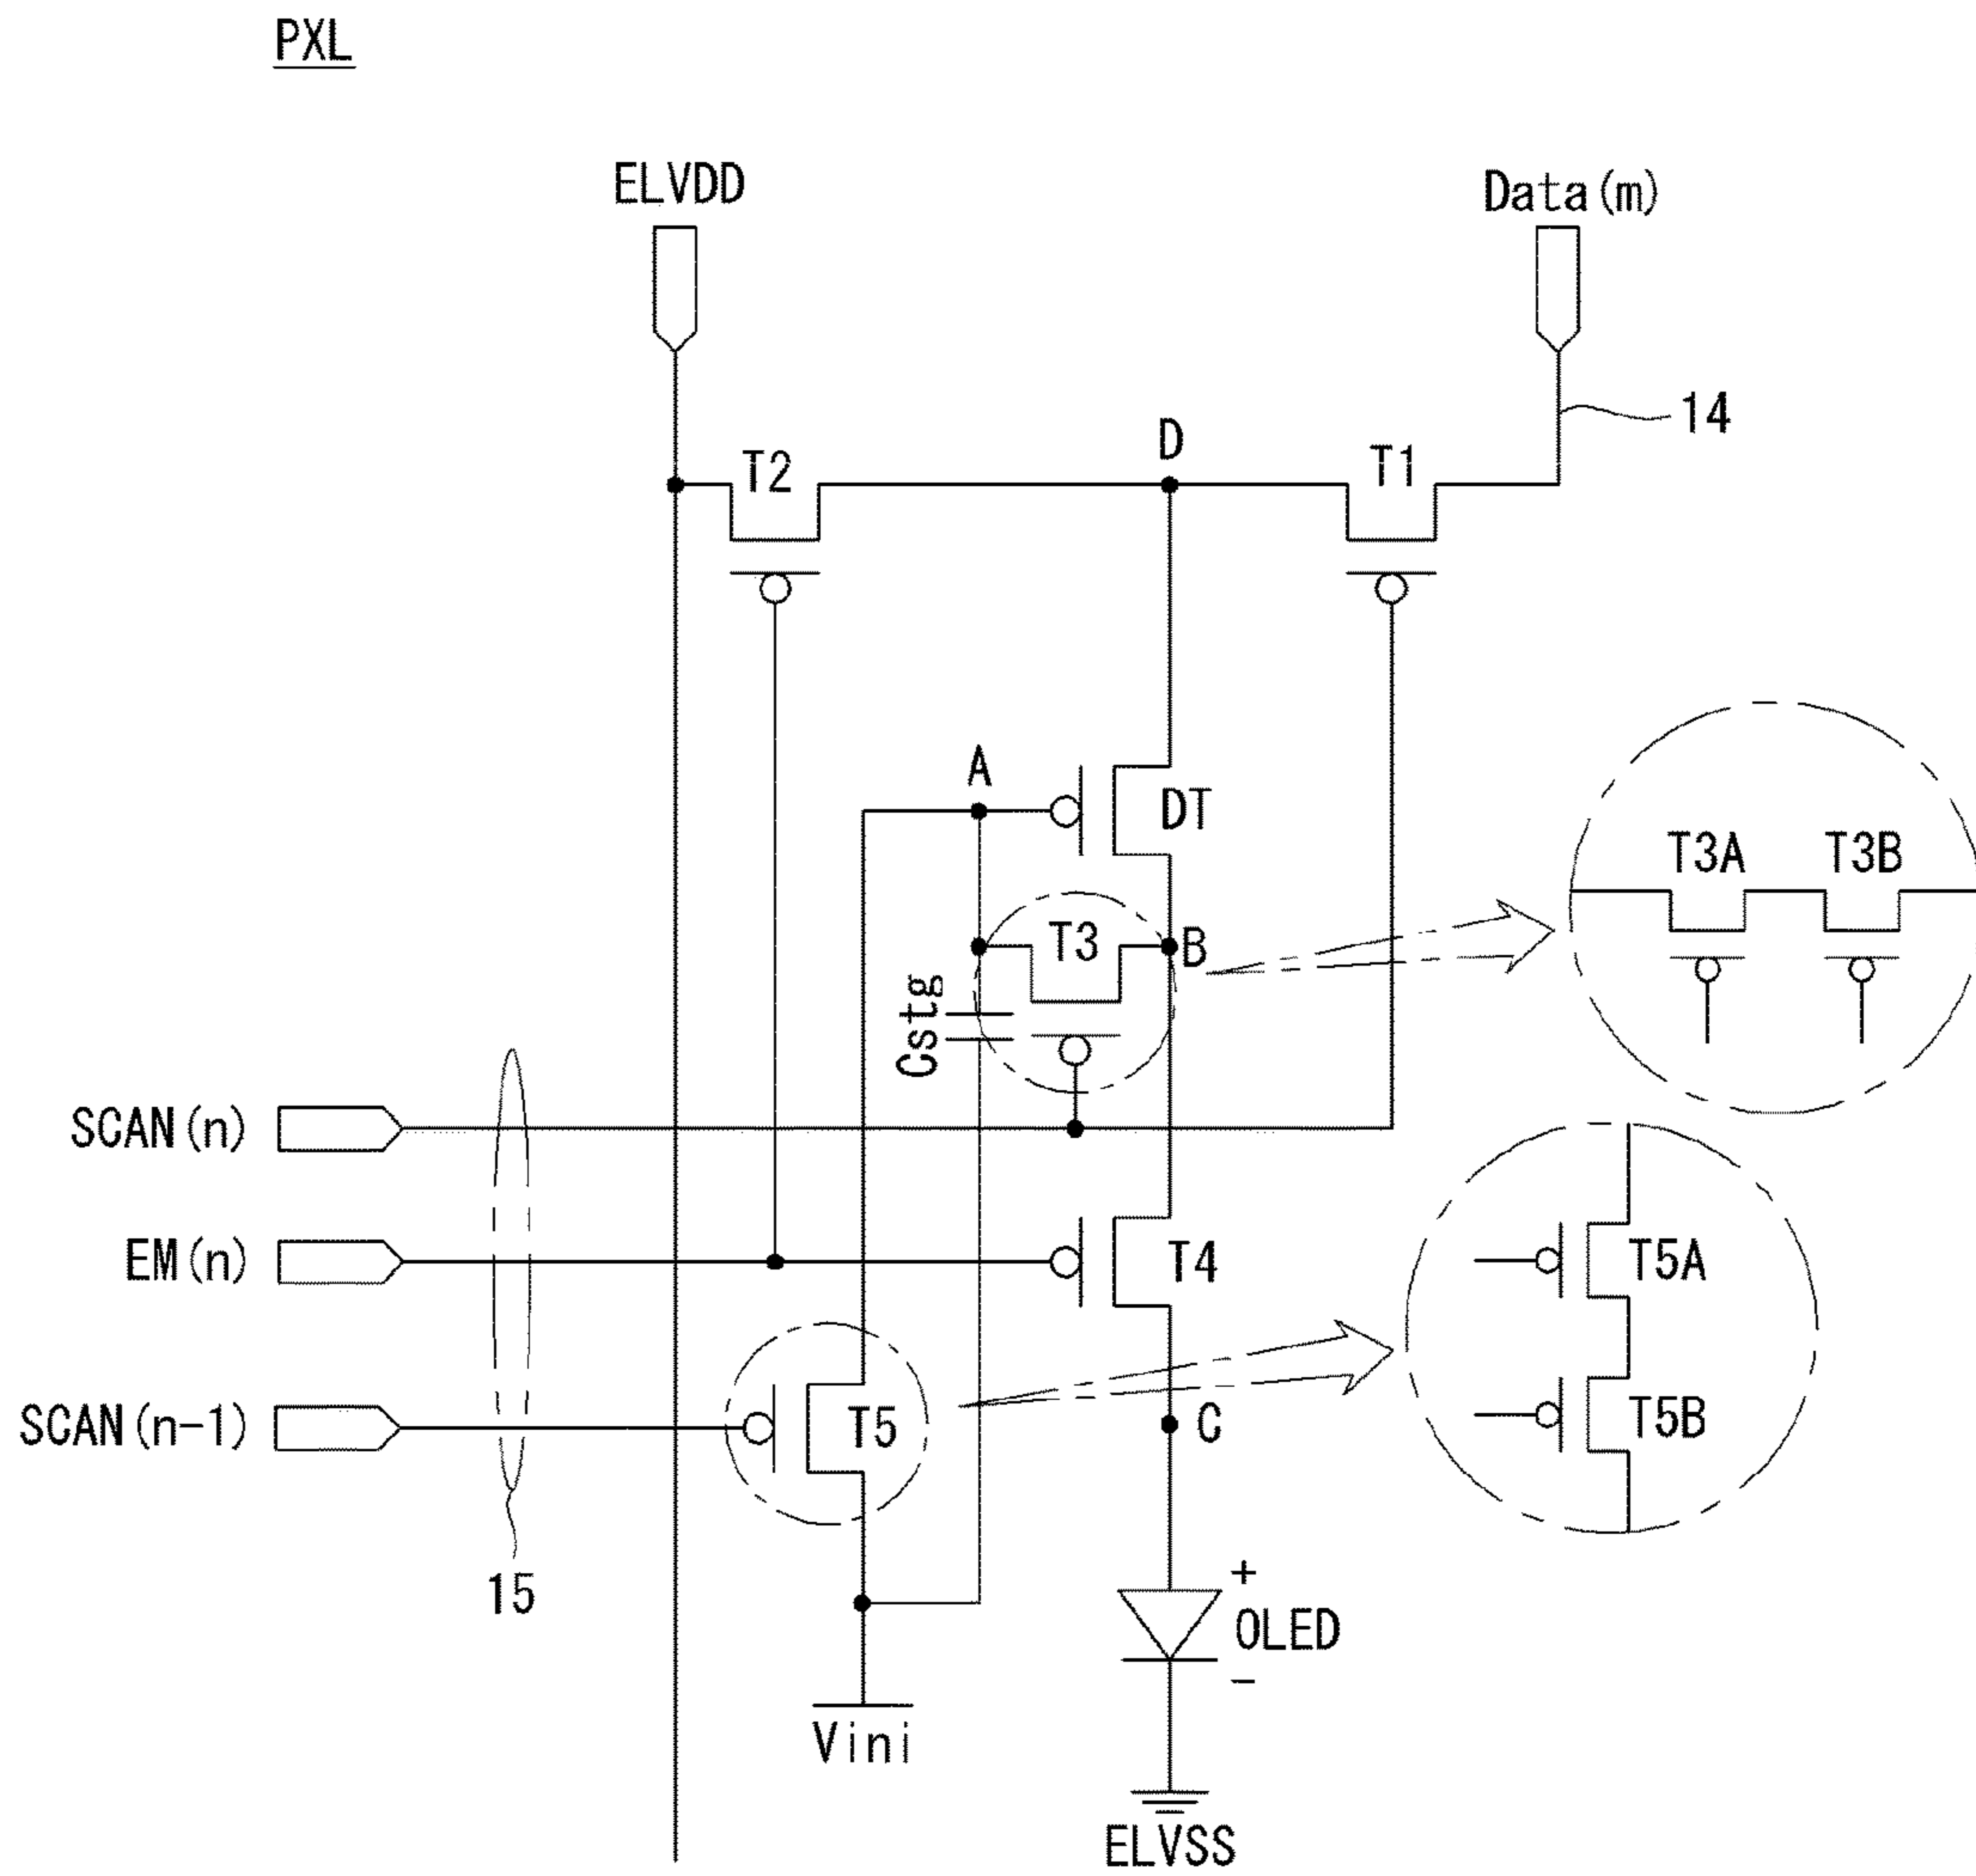 PXL
ELVDD
Data(m)
14
D
T2
T1
A
DT
T3A T3B
T3
B
Cstg
SCAN(n)
EM(n)
T4
T5A
SCAN(n-1)
T5
C
T5B
15
+
OLED
-
Vini
ELVSS